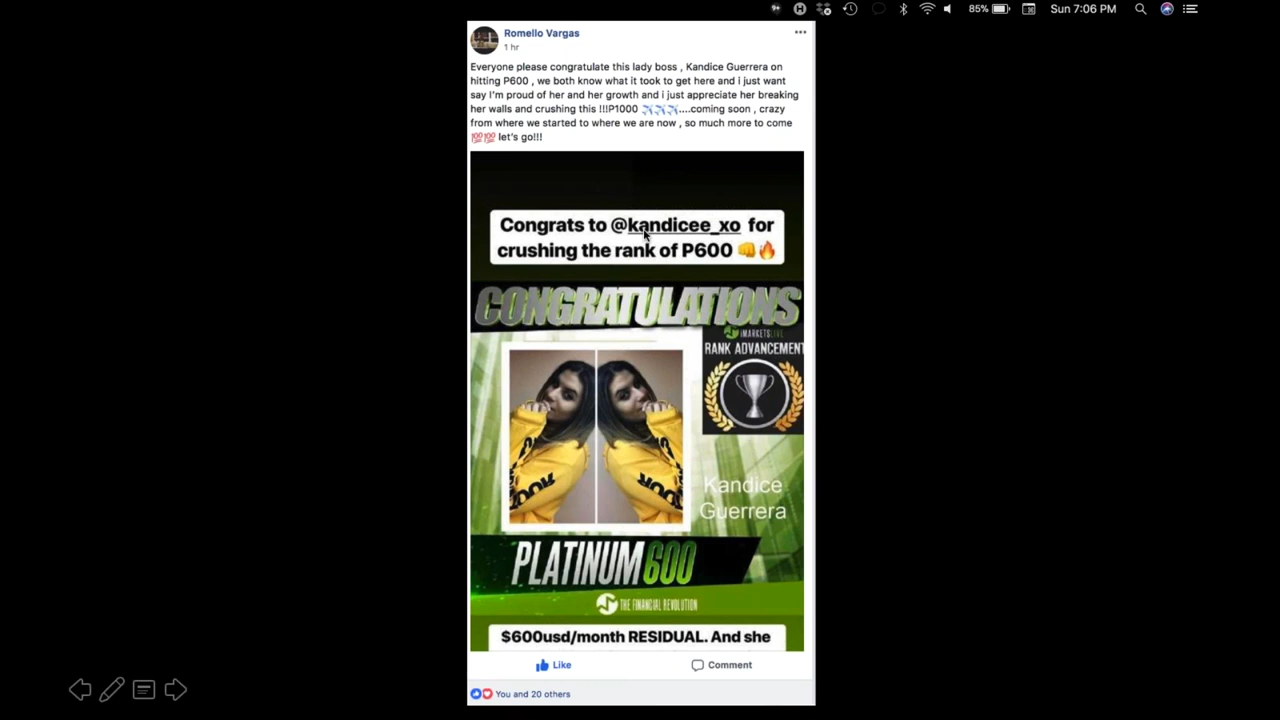 85%
Sun 7:06 PM
Romello Vargas
1 hr
Everyone please congratulate this lady boss , Kandice Guerrera on
hitting P600 , we both know what it took to get here and i just want
say I'm proud of her and her growth and i just appreciate her breaking
her walls and crushing this !!!P1000 ✈️✈️✈️....coming soon , crazy
from where we started to where we are now , so much more to come
💯💯 let's go!!!
Congrats to @kandicee_xo for
crushing the rank of P600 👊🔥
CONGRATULATIONS
iMARKETSLIVE
RANK ADVANCEMENT
Kandice
Guerrera
PLATINUM 600
THE FINANCIAL REVOLUTION
$600usd/month RESIDUAL. And she
Like
Comment
You and 20 others